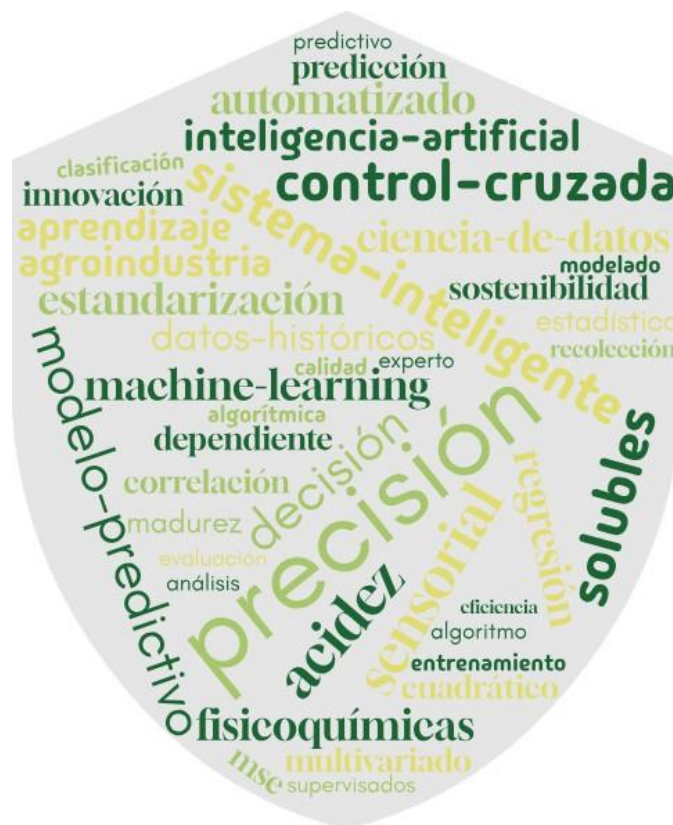 predictivo
predicción
automatizado
inteligencia-artificial
clasificación
control-cruzada
innovación
sistema-inteligente
aprendizaje
ciencia-de-datos
agroindustria
modelado
sostenibilidad
estandarización
estadístico
datos-históricos
recolección
calidad
experto
machine-learning
algorítmica
dependiente
modelo-predictivo
decisión
precisión
correlación
solubles
regresión
madurez
sensorial
evaluación
análisis
acidez
eficiencia
algoritmo
entrenamiento
cuadrático
fisicoquímicas
multivariado
mse
supervisados